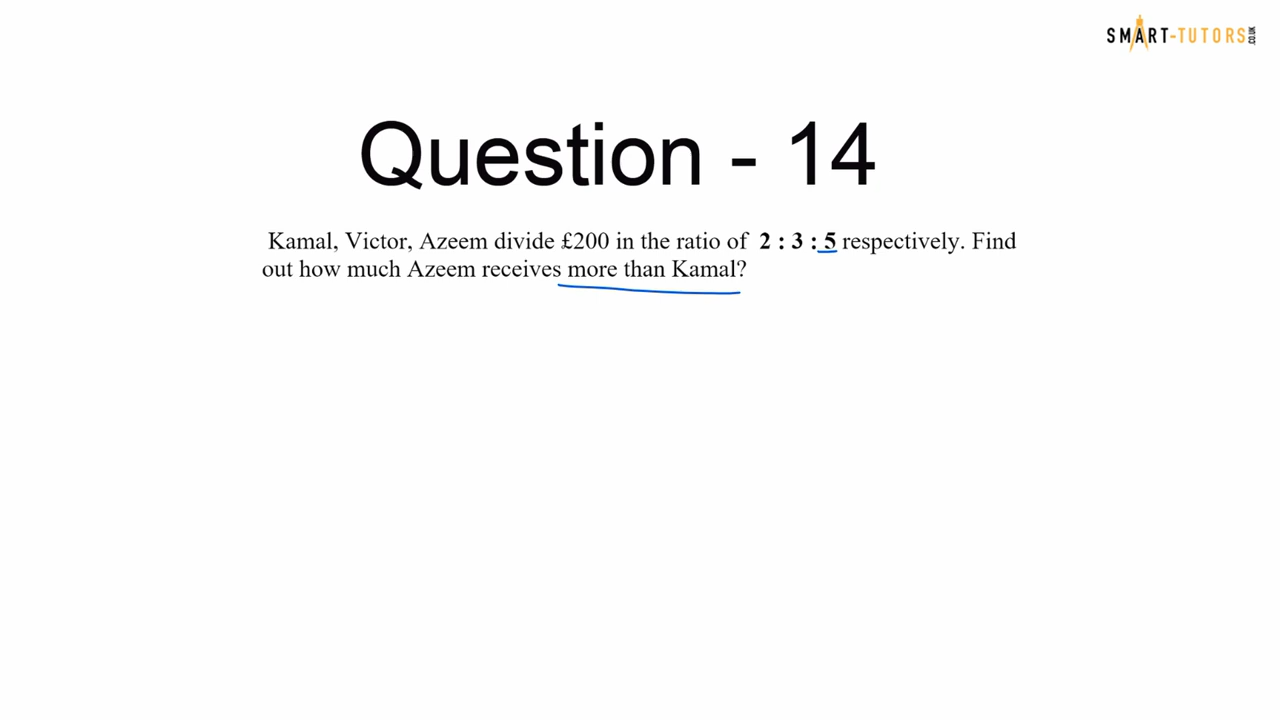 SMART-TUTORS.CO.UK
Question - 14
Kamal, Victor, Azeem divide £200 in the ratio of 2 : 3 : 5 respectively. Find
out how much Azeem receives more than Kamal?